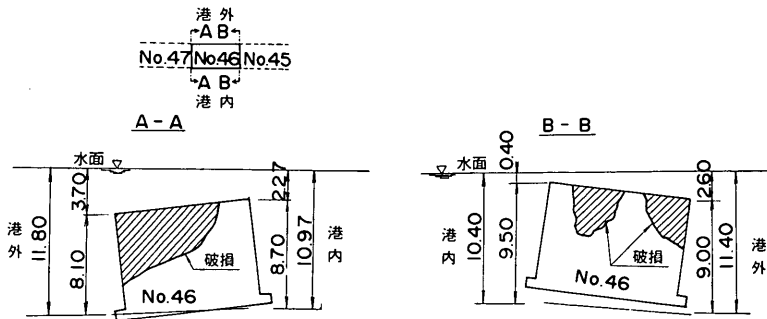 港外
A B
No.47 No.46 No.45
A B
港内
A-A
B-B
水面
3.70
2.27
港外
11.80
8.10
破損
8.70
10.97
港内
No.46
水面
0.40
2.60
港内
10.40
9.50
破損
9.00
11.40
港外
No.46